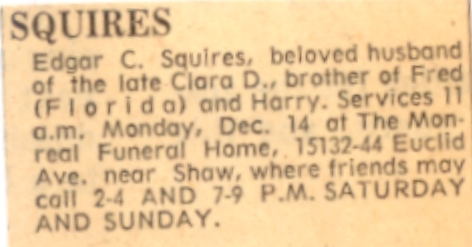 SQUIRES
Edgar C. Squires, beloved husband
of the late Clara D., brother of Fred
(Florida) and Harry. Services 11
a.m. Monday, Dec. 14 at The Mon-
real Funeral Home, 15132-44 Euclid
Ave. near Shaw, where friends may
call 2-4 AND 7-9 P.M. SATURDAY
AND SUNDAY.